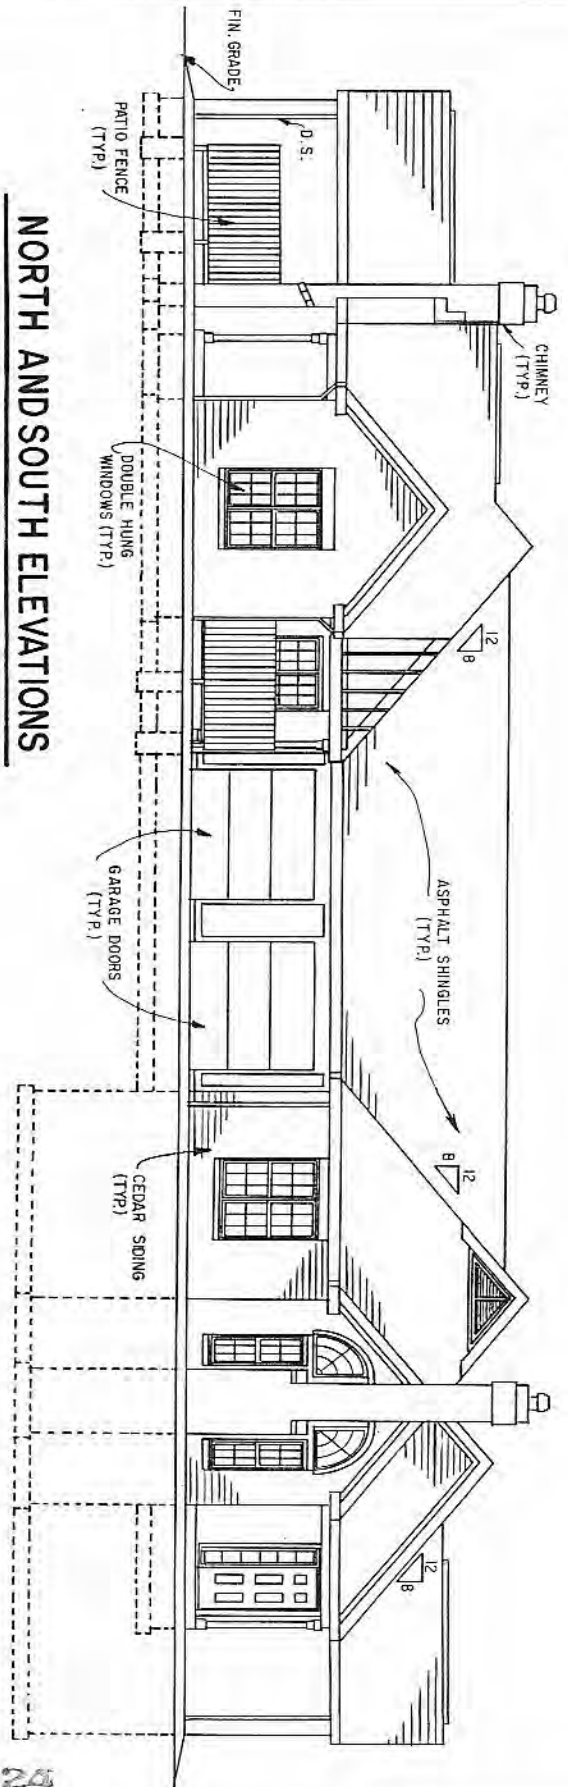 FIN. GRADE
PATIO FENCE
(TYP.)
D.S.
CHIMNEY
(TYP.)
DOUBLE HUNG
WINDOWS (TYP.)
12
8
ASPHALT SHINGLES
(TYP.)
GARAGE DOORS
(TYP.)
12
8
CEDAR SIDING
(TYP.)
12
8
NORTH AND SOUTH ELEVATIONS